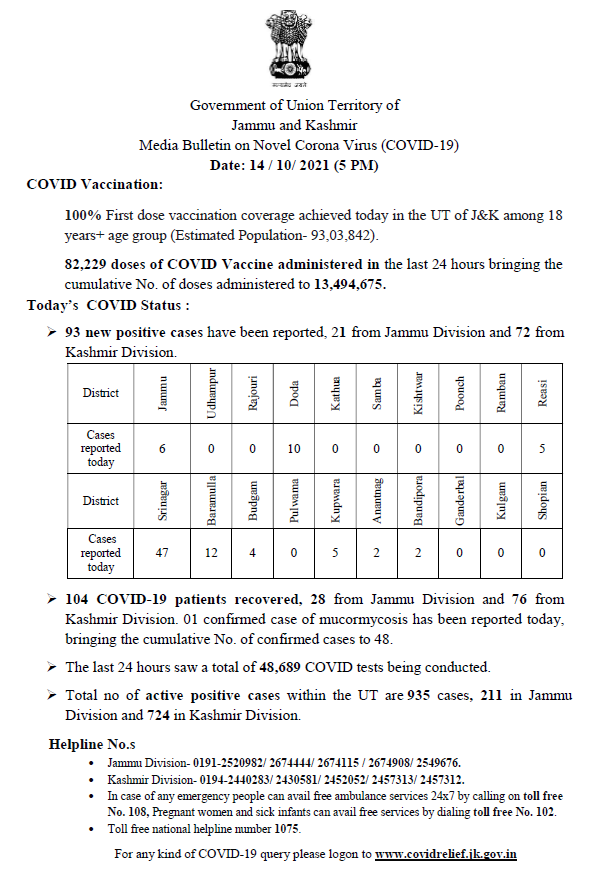 सत्यमेव जयते
Government of Union Territory of
Jammu and Kashmir
Media Bulletin on Novel Corona Virus (COVID-19)
Date: 14 / 10/ 2021 (5 PM)
COVID Vaccination:
100% First dose vaccination coverage achieved today in the UT of J&K among 18
years+ age group (Estimated Population- 93,03,842).
82,229 doses of COVID Vaccine administered in the last 24 hours bringing the
cumulative No. of doses administered to 13,494,675.
Today's COVID Status :
➢ 93 new positive cases have been reported, 21 from Jammu Division and 72 from
Kashmir Division.
District Jammu Udhampur Rajouri Doda Kathua Samba Kishtwar Poonch Ramban Reasi
Cases
reported
today 6 0 0 10 0 0 0 0 0 5
District Srinagar Baramulla Budgam Pulwama Kupwara Anantnag Bandipora Ganderbal Kulgam Shopian
Cases
reported
today 47 12 4 0 5 2 2 0 0 0
➢ 104 COVID-19 patients recovered, 28 from Jammu Division and 76 from
Kashmir Division. 01 confirmed case of mucormycosis has been reported today,
bringing the cumulative No. of confirmed cases to 48.
➢ The last 24 hours saw a total of 48,689 COVID tests being conducted.
➢ Total no of active positive cases within the UT are 935 cases, 211 in Jammu
Division and 724 in Kashmir Division.
Helpline No.s
• Jammu Division- 0191-2520982/ 2674444/ 2674115 / 2674908/ 2549676.
• Kashmir Division- 0194-2440283/ 2430581/ 2452052/ 2457313/ 2457312.
• In case of any emergency people can avail free ambulance services 24x7 by calling on toll free
No. 108, Pregnant women and sick infants can avail free services by dialing toll free No. 102.
• Toll free national helpline number 1075.
For any kind of COVID-19 query please logon to www.covidrelief.jk.gov.in